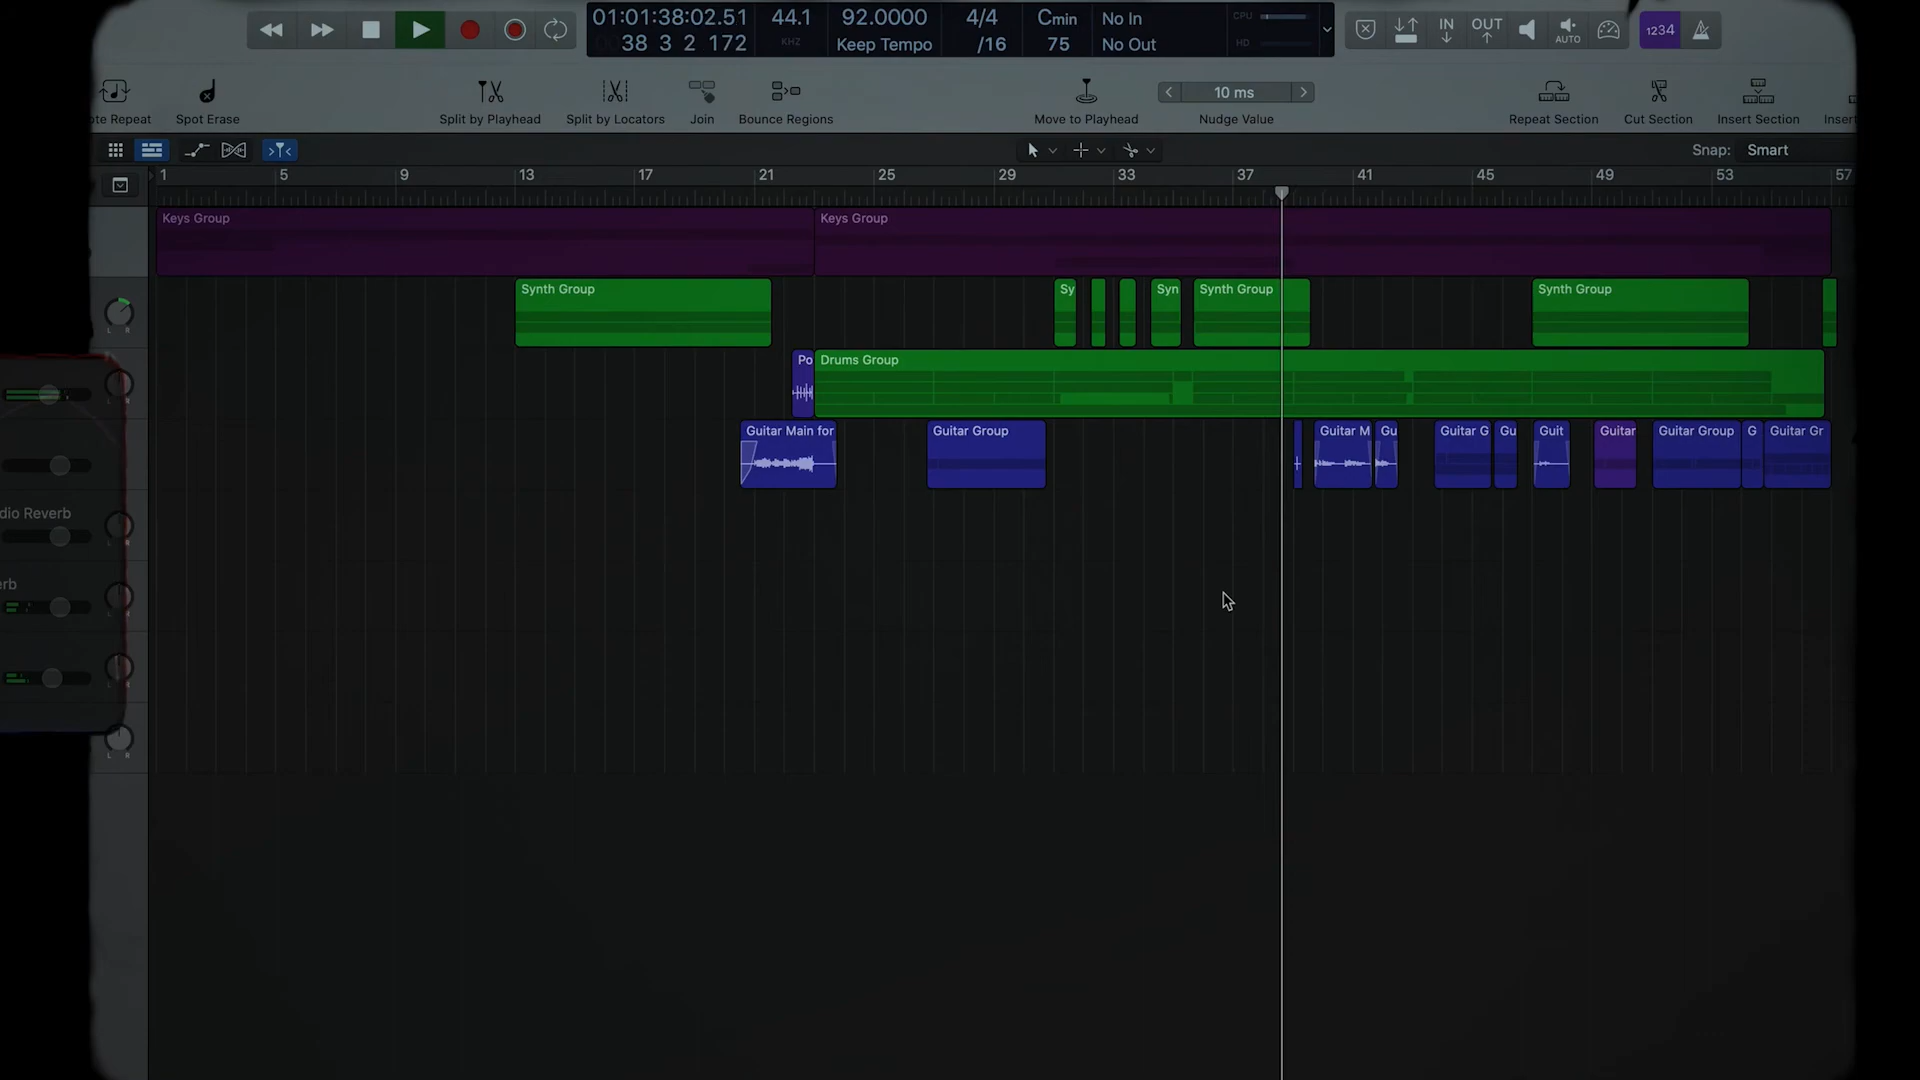 01:01:38:02.51
38 3 2 172
44.1
KHZ
92.0000
Keep Tempo
4/4
/16
Cmin
75
No In
No Out
CPU
HD
IN
OUT
AUTO
1234
ote Repeat
Spot Erase
Split by Playhead
Split by Locators
Join
Bounce Regions
Move to Playhead
10 ms
Nudge Value
Repeat Section
Cut Section
Insert Section
Inser
Snap: Smart
1 5 9 13 17 21 25 29 33 37 41 45 49 53 57
Keys Group Keys Group
Synth Group Sy Syn Synth Group Synth Group
L R
Po Drums Group
Guitar Main for Guitar Group Guitar M Gu Guitar G Gu Guit Guitar Guitar Group G Guitar Gr
dio Reverb
L R
erb
L R
L R
L R